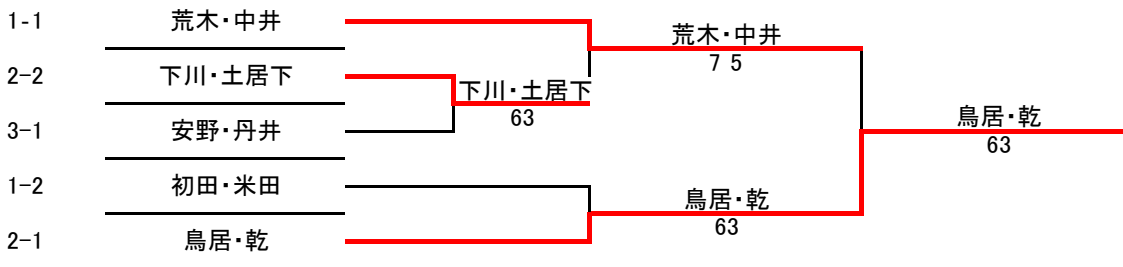 1-1 荒木・中井
2-2 下川・土居下
3-1 安野・丹井
1-2 初田・米田
2-1 鳥居・乾
下川・土居下
63
荒木・中井
7 5
鳥居・乾
63
鳥居・乾
63